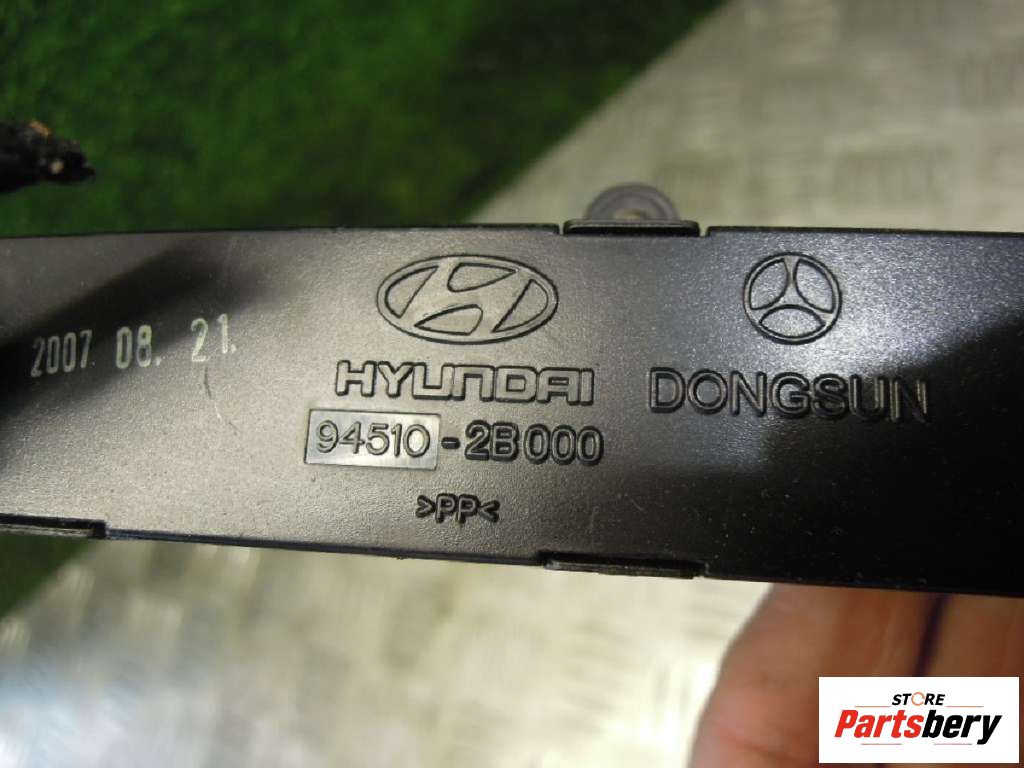 2007. 08. 21.
HYUNDAI
DONGSUN
94510-2B000
>PP<
STORE
Partsbery